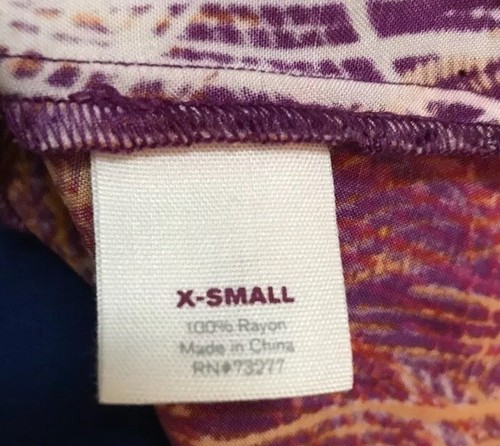 X-SMALL
100% Rayon
Made in China
RN#73277